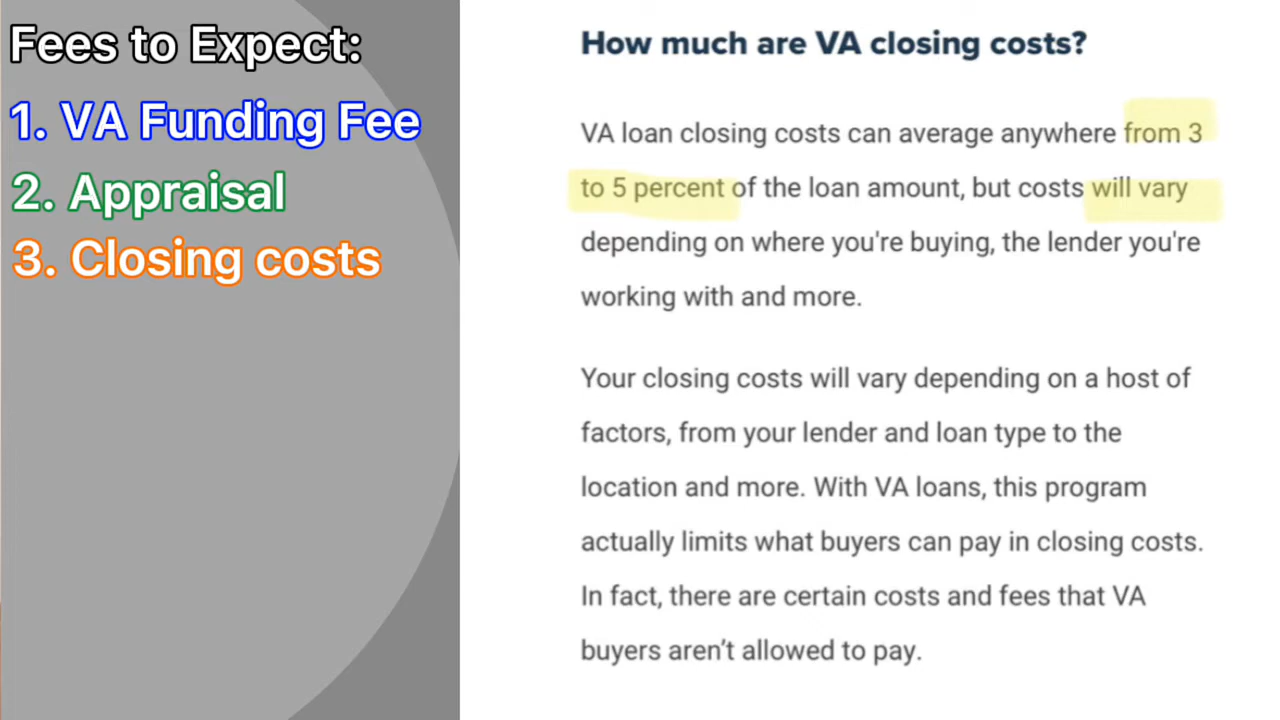 Fees to Expect:
1. VA Funding Fee
2. Appraisal
3. Closing costs
How much are VA closing costs?
VA loan closing costs can average anywhere from 3
to 5 percent of the loan amount, but costs will vary
depending on where you're buying, the lender you're
working with and more.
Your closing costs will vary depending on a host of
factors, from your lender and loan type to the
location and more. With VA loans, this program
actually limits what buyers can pay in closing costs.
In fact, there are certain costs and fees that VA
buyers aren’t allowed to pay.